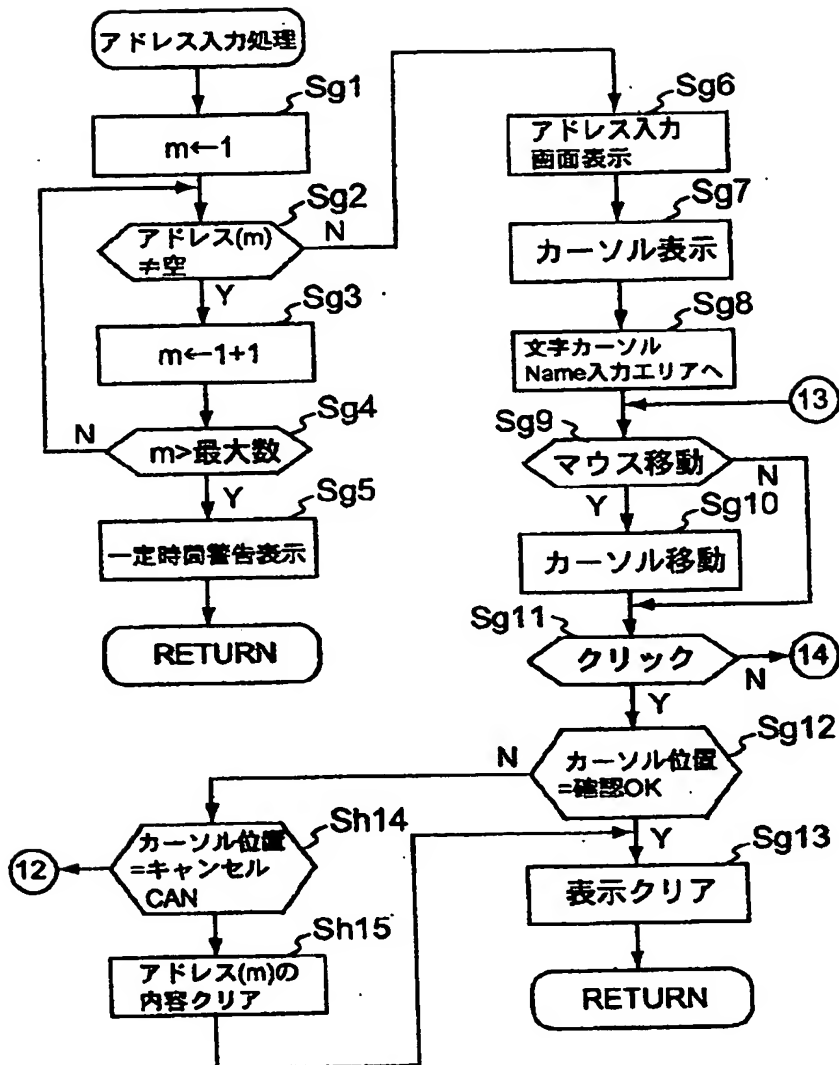 アドレス入力処理
Sg1
m←1
Sg2
アドレス(m)
≠空
N
Y
Sg3
m←1+1
Sg4
N
m>最大数
Y
Sg5
一定時間警告表示
RETURN
Sg6
アドレス入力
画面表示
Sg7
カーソル表示
Sg8
文字カーソル
Name入力エリアへ
13
Sg9
マウス移動
N
Y
Sg10
カーソル移動
Sg11
クリック
14
N
Y
Sg12
N
カーソル位置
=確認OK
Y
Sg13
表示クリア
RETURN
Sh14
カーソル位置
=キャンセル
CAN
12
Sh15
アドレス(m)の
内容クリア